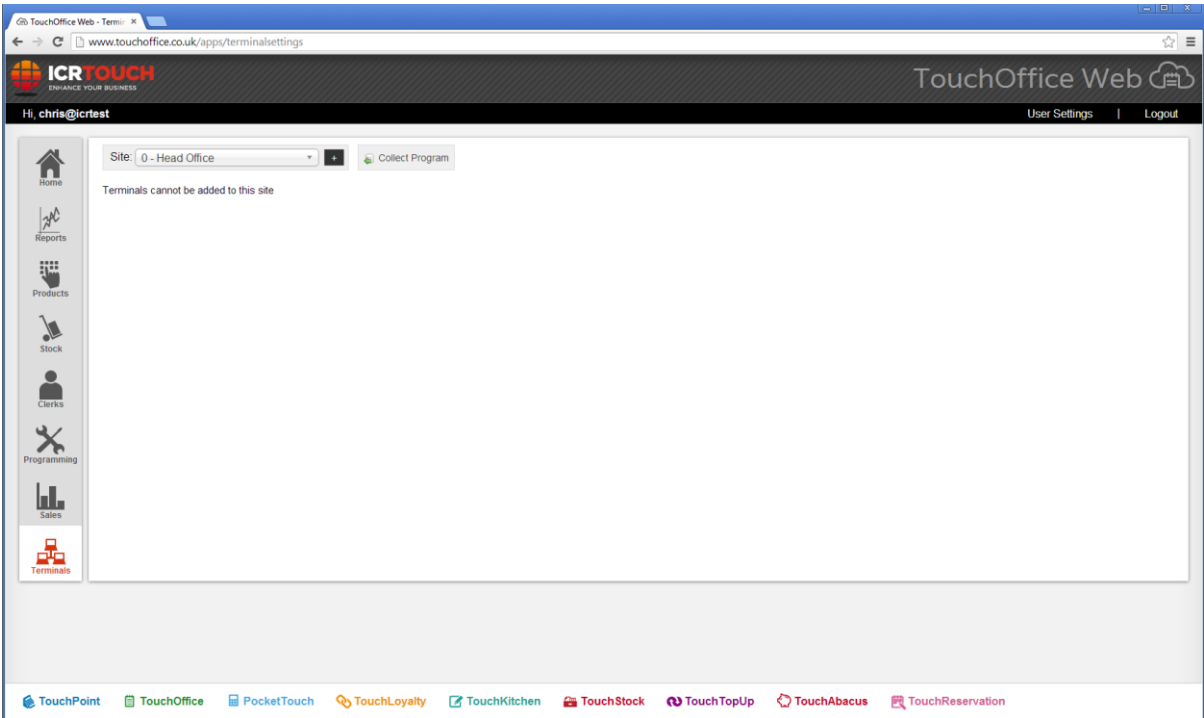 TouchOffice Web - Termin
www.touchoffice.co.uk/apps/terminalsettings
ICRTOUCH
ENHANCE YOUR BUSINESS
TouchOffice Web
Hi, chris@icrtest
User Settings | Logout
Site: 0 - Head Office + Collect Program
Terminals cannot be added to this site
Home
Reports
Products
Stock
Clerks
Programming
Sales
Terminals
TouchPoint TouchOffice PocketTouch TouchLoyalty TouchKitchen TouchStock TouchTopUp TouchAbacus TouchReservation